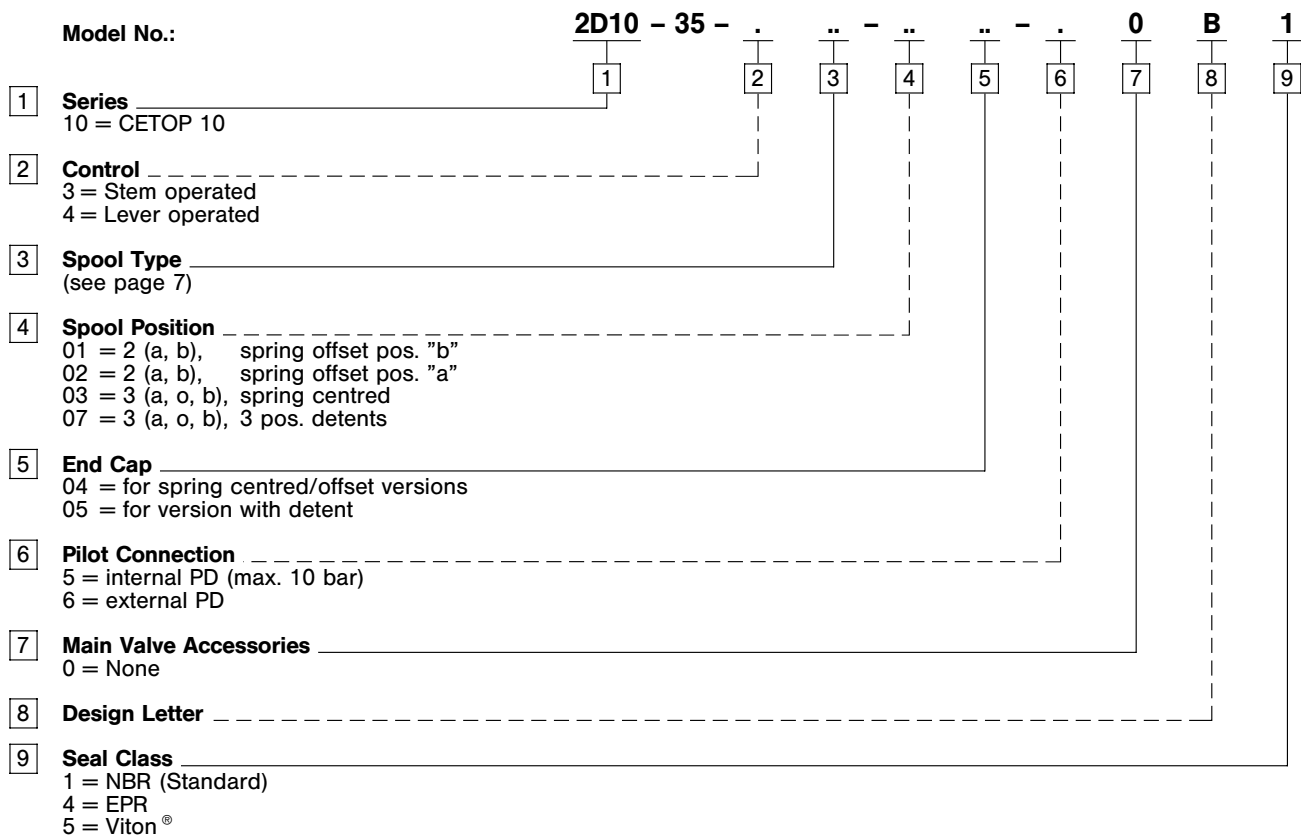 Model No.: 2D10 – 35 – . .. – .. .. – . 0 B 1
1 2 3 4 5 6 7 8 9
1 Series
10 = CETOP 10
2 Control
3 = Stem operated
4 = Lever operated
3 Spool Type
(see page 7)
4 Spool Position
01 = 2 (a, b), spring offset pos. ”b”
02 = 2 (a, b), spring offset pos. ”a”
03 = 3 (a, o, b), spring centred
07 = 3 (a, o, b), 3 pos. detents
5 End Cap
04 = for spring centred/offset versions
05 = for version with detent
6 Pilot Connection
5 = internal PD (max. 10 bar)
6 = external PD
7 Main Valve Accessories
0 = None
8 Design Letter
9 Seal Class
1 = NBR (Standard)
4 = EPR
5 = Viton ®